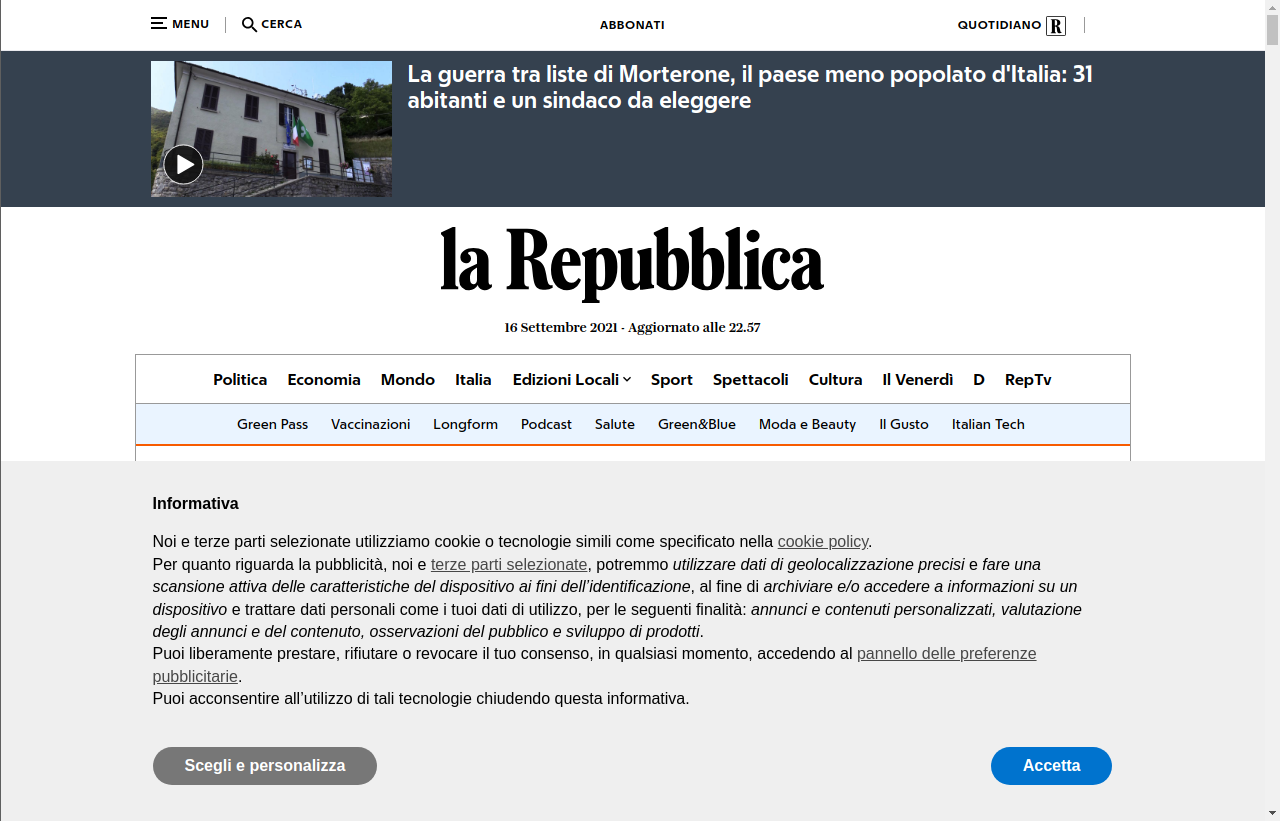 MENU
CERCA
ABBONATI
QUOTIDIANO R
La guerra tra liste di Morterone, il paese meno popolato d'Italia: 31
abitanti e un sindaco da eleggere
la Repubblica
16 Settembre 2021 - Aggiornato alle 22.57
Politica Economia Mondo Italia Edizioni Locali Sport Spettacoli Cultura Il Venerdì D RepTv
Green Pass Vaccinazioni Longform Podcast Salute Green&Blue Moda e Beauty Il Gusto Italian Tech
Informativa
Noi e terze parti selezionate utilizziamo cookie o tecnologie simili come specificato nella cookie policy.
Per quanto riguarda la pubblicità, noi e terze parti selezionate, potremmo utilizzare dati di geolocalizzazione precisi e fare una
scansione attiva delle caratteristiche del dispositivo ai fini dell’identificazione, al fine di archiviare e/o accedere a informazioni su un
dispositivo e trattare dati personali come i tuoi dati di utilizzo, per le seguenti finalità: annunci e contenuti personalizzati, valutazione
degli annunci e del contenuto, osservazioni del pubblico e sviluppo di prodotti.
Puoi liberamente prestare, rifiutare o revocare il tuo consenso, in qualsiasi momento, accedendo al pannello delle preferenze
pubblicitarie.
Puoi acconsentire all’utilizzo di tali tecnologie chiudendo questa informativa.
Scegli e personalizza
Accetta